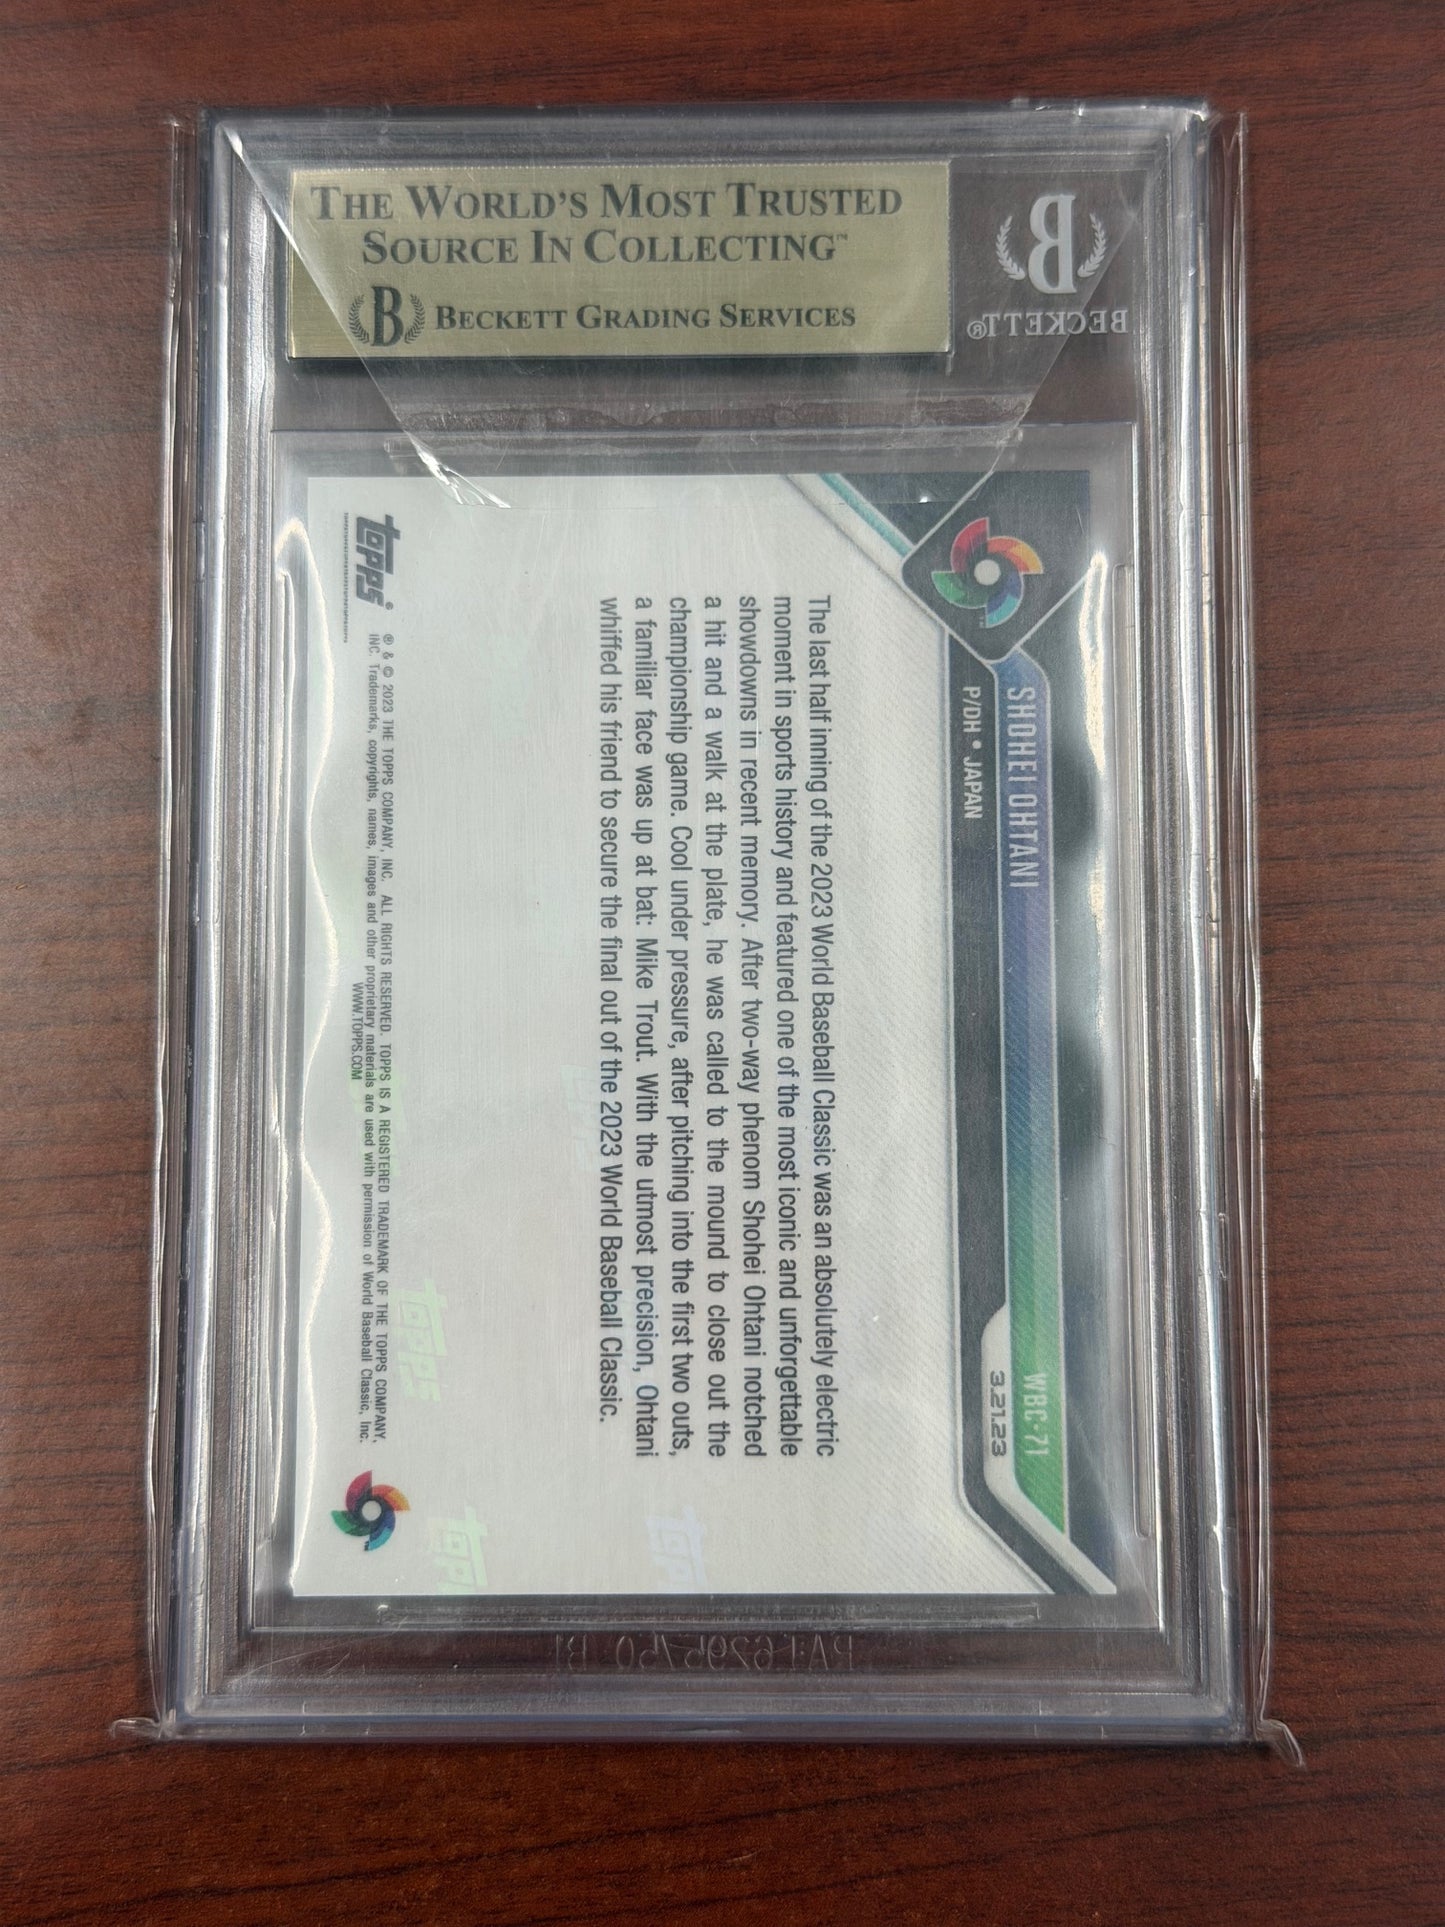 THE WORLD'S MOST TRUSTED
SOURCE IN COLLECTING™
B BECKETT GRADING SERVICES
B
BECKETT®
SHOHEI OHTANI
P/DH • JAPAN
WBC-71
3.21.23
The last half inning of the 2023 World Baseball Classic was an absolutely electric
moment in sports history and featured one of the most iconic and unforgettable
showdowns in recent memory. After two-way phenom Shohei Ohtani notched
a hit and a walk at the plate, he was called to the mound to close out the
championship game. Cool under pressure, after pitching into the first two outs,
a familiar face was up at bat: Mike Trout. With the utmost precision, Ohtani
whiffed his friend to secure the final out of the 2023 World Baseball Classic.
topps®
® & © 2023 THE TOPPS COMPANY, INC. ALL RIGHTS RESERVED. TOPPS IS A REGISTERED TRADEMARK OF THE TOPPS COMPANY,
INC. Trademarks, copyrights, names, images and other proprietary materials are used with permission of World Baseball Classic, Inc.
WWW.TOPPS.COM
topps
topps